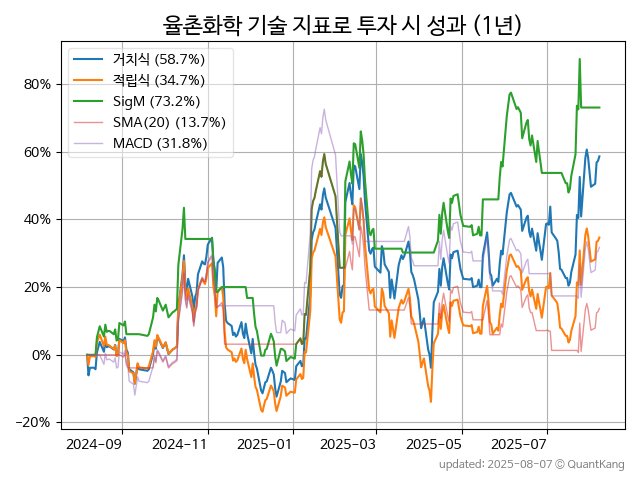 율촌화학 기술 지표로 투자 시 성과 (1년)
거치식 (58.7%)
적립식 (34.7%)
SigM (73.2%)
SMA(20) (13.7%)
MACD (31.8%)
80%
60%
40%
20%
0%
−20%
2024-09 2024-11 2025-01 2025-03 2025-05 2025-07
updated: 2025-08-07 © QuantKang